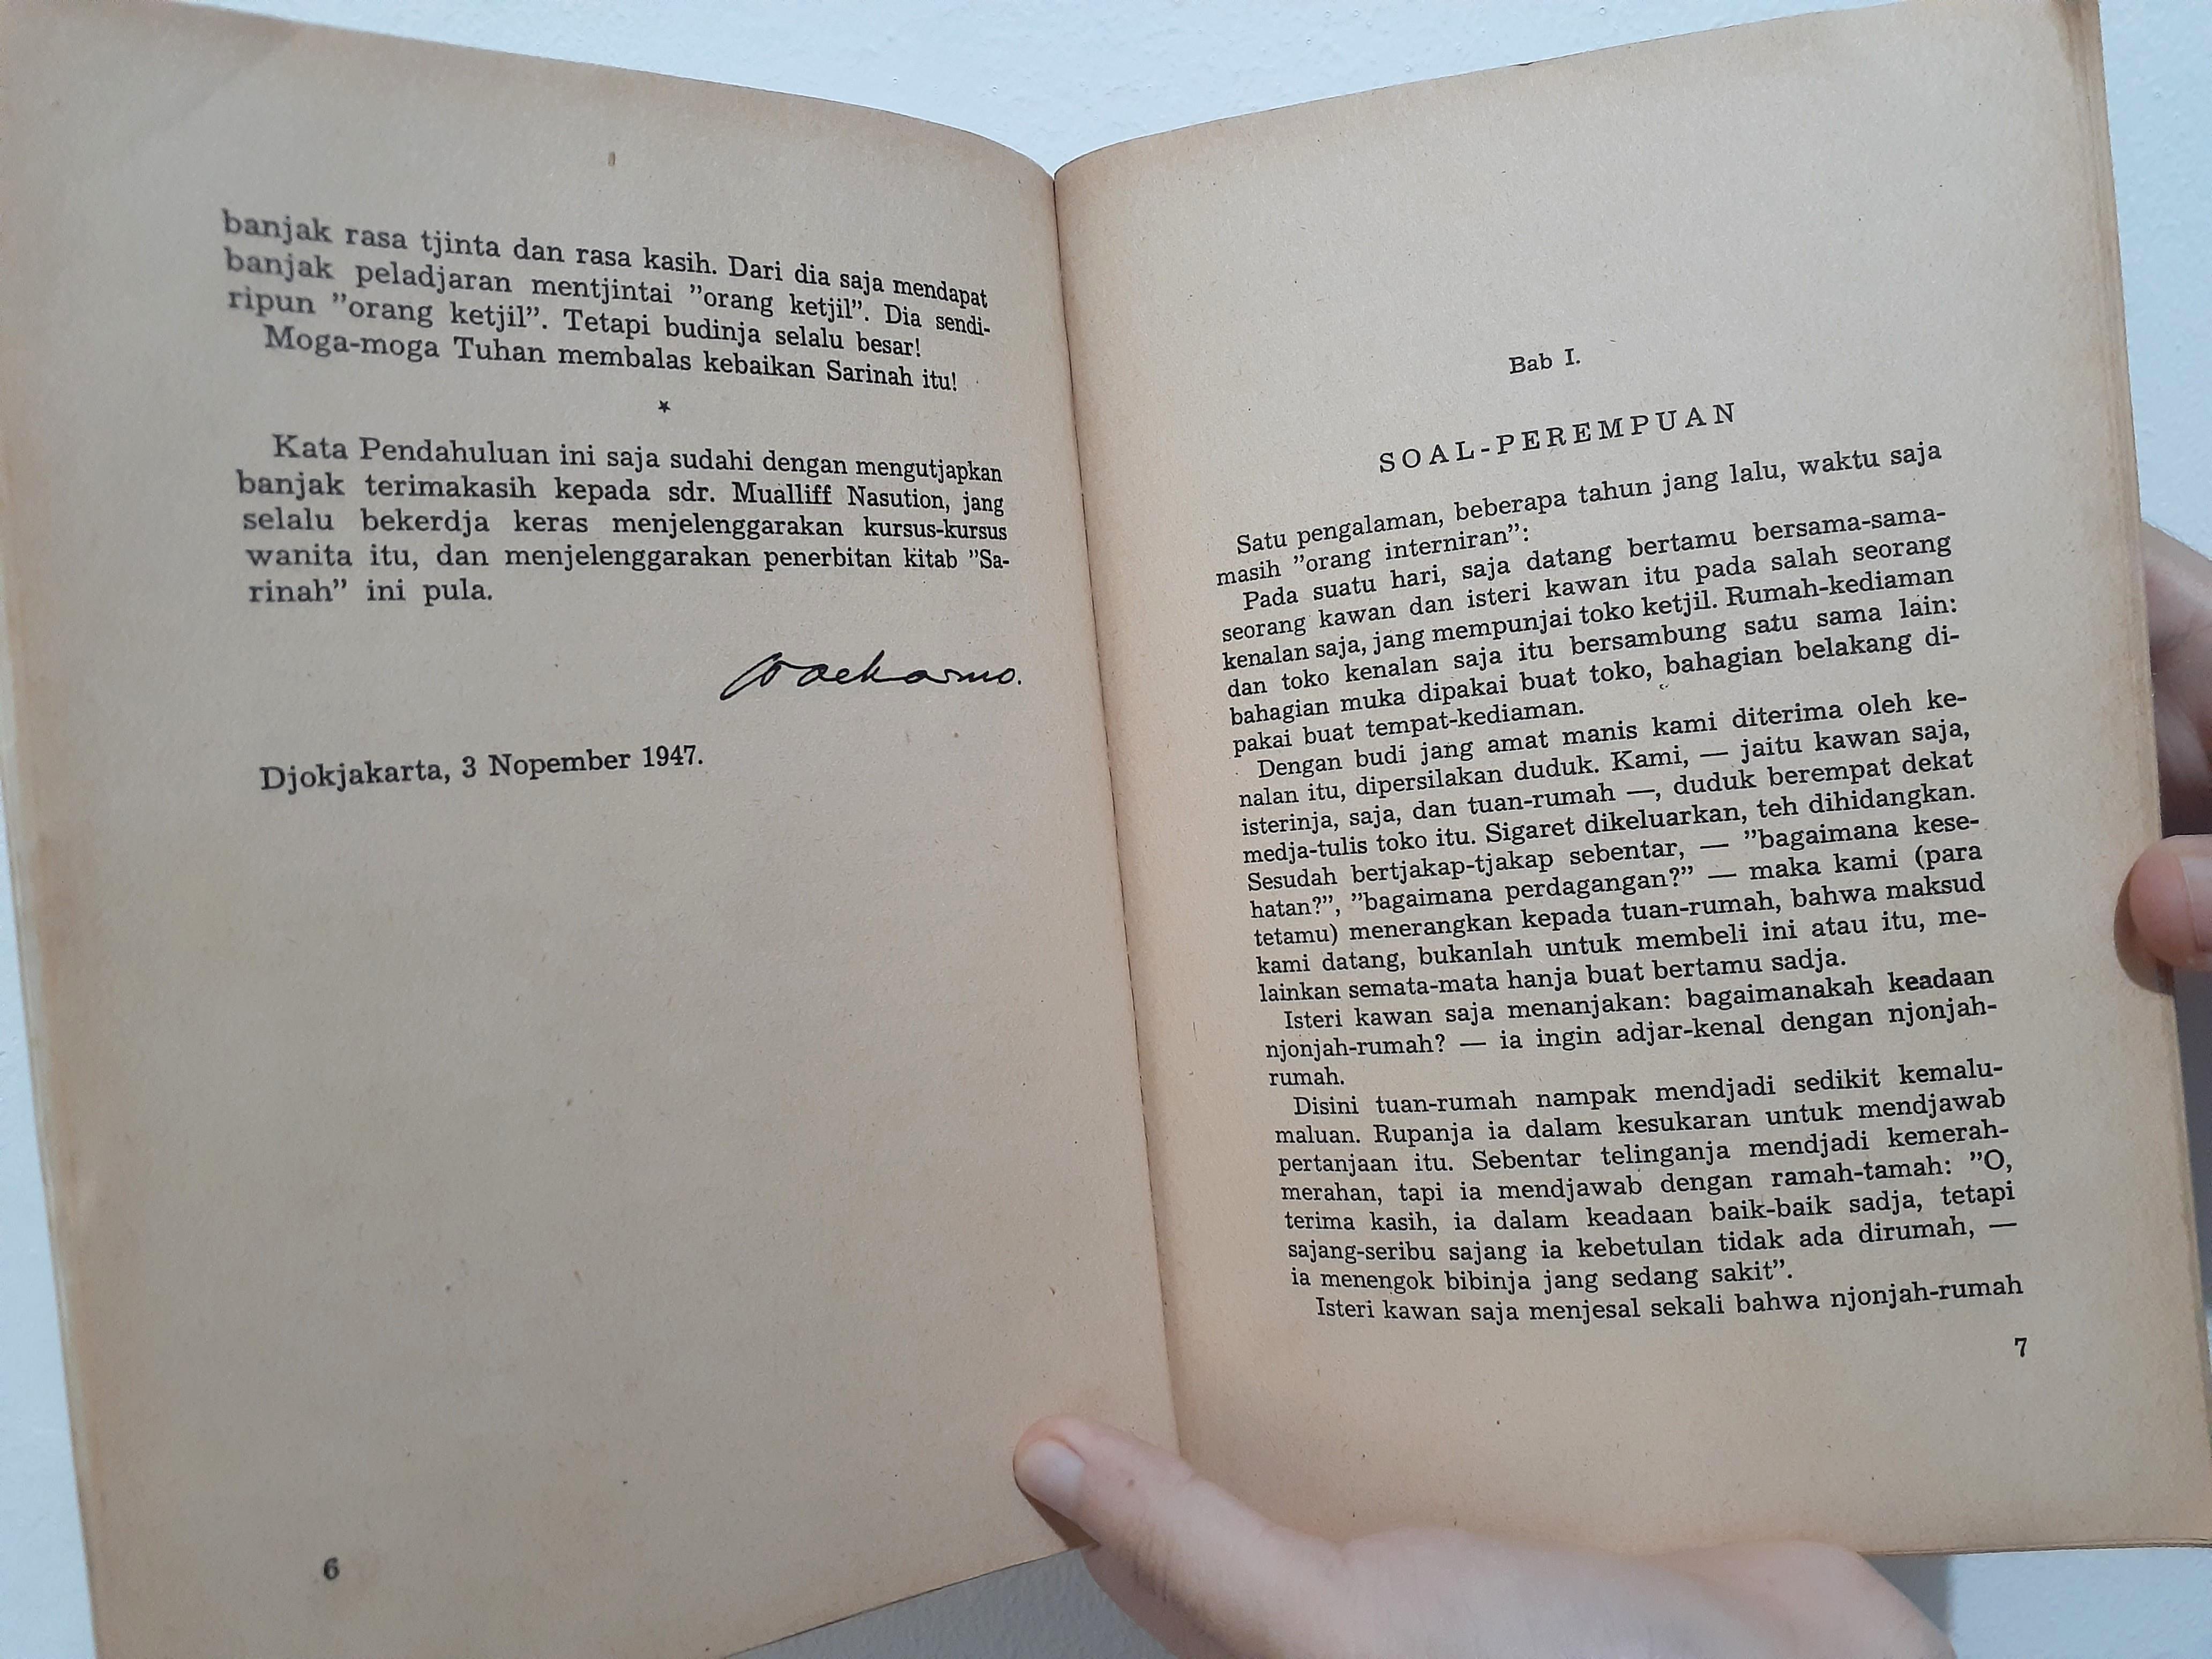 banjak rasa tjinta dan rasa kasih. Dari dia saja mendapat
banjak peladjaran mentjintai ”orang ketjil”. Dia sendi-
ripun ”orang ketjil”. Tetapi budinja selalu besar!
Moga-moga Tuhan membalas kebaikan Sarinah itu!
*
Kata Pendahuluan ini saja sudahi dengan mengutjapkan
banjak terimakasih kepada sdr. Mualliff Nasution, jang
selalu bekerdja keras menjelenggarakan kursus-kursus
wanita itu, dan menjelenggarakan penerbitan kitab ”Sa-
rinah” ini pula.
Soekarno.
Djokjakarta, 3 Nopember 1947.
6
Bab I.
SOAL-PEREMPUAN
Satu pengalaman, beberapa tahun jang lalu, waktu saja
masih ”orang interniran”:
Pada suatu hari, saja datang bertamu bersama-sama-
seorang kawan dan isteri kawan itu pada salah seorang
kenalan saja, jang mempunjai toko ketjil. Rumah-kediaman
dan toko kenalan saja itu bersambung satu sama lain:
bahagian muka dipakai buat toko, bahagian belakang di-
pakai buat tempat-kediaman.
Dengan budi jang amat manis kami diterima oleh ke-
nalan itu, dipersilakan duduk. Kami, — jaitu kawan saja,
isterinja, saja, dan tuan-rumah —, duduk berempat dekat
medja-tulis toko itu. Sigaret dikeluarkan, teh dihidangkan.
Sesudah bertjakap-tjakap sebentar, — ”bagaimana kese-
hatan?”, ”bagaimana perdagangan?” — maka kami (para
tetamu) menerangkan kepada tuan-rumah, bahwa maksud
kami datang, bukanlah untuk membeli ini atau itu, me-
lainkan semata-mata hanja buat bertamu sadja.
Isteri kawan saja menanjakan: bagaimanakah keadaan
njonjah-rumah? — ia ingin adjar-kenal dengan njonjah-
rumah.
Disini tuan-rumah nampak mendjadi sedikit kemalu-
maluan. Rupanja ia dalam kesukaran untuk mendjawab
pertanjaan itu. Sebentar telinganja mendjadi kemerah-
merahan, tapi ia mendjawab dengan ramah-tamah: ”O,
terima kasih, ia dalam keadaan baik-baik sadja, tetapi
sajang-seribu sajang ia kebetulan tidak ada dirumah, —
ia menengok bibinja jang sedang sakit”.
Isteri kawan saja menjesal sekali bahwa njonjah-rumah
7